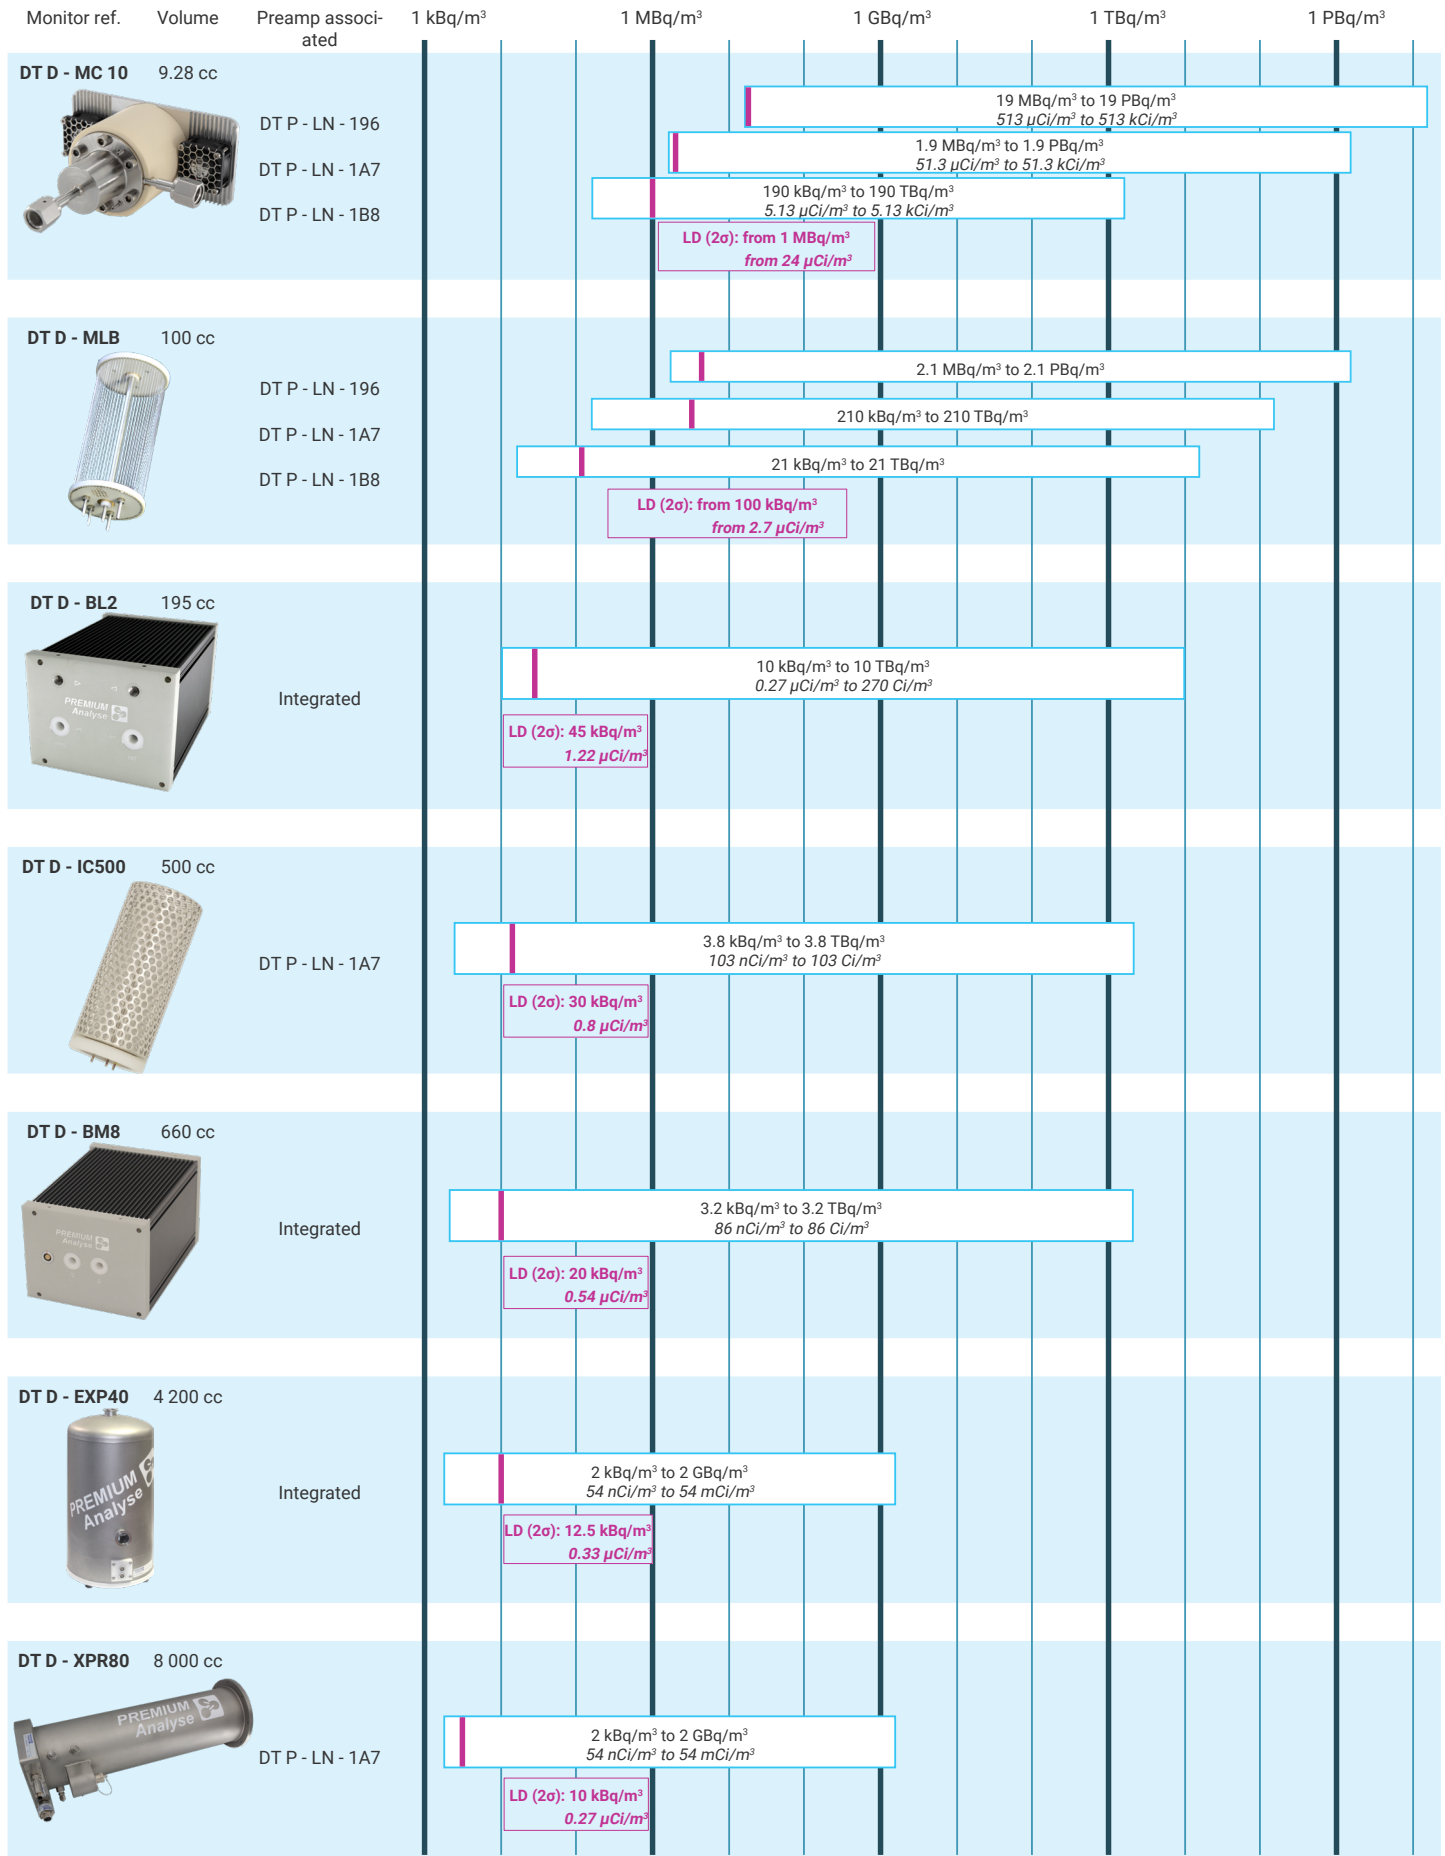 Monitor ref. Volume Preamp associ-
ated
1 kBq/m³ 1 MBq/m³ 1 GBq/m³ 1 TBq/m³ 1 PBq/m³
DT D - MC 10 9.28 cc
DT P - LN - 196
19 MBq/m³ to 19 PBq/m³
513 µCi/m³ to 513 kCi/m³
DT P - LN - 1A7
1.9 MBq/m³ to 1.9 PBq/m³
51.3 µCi/m³ to 51.3 kCi/m³
DT P - LN - 1B8
190 kBq/m³ to 190 TBq/m³
5.13 µCi/m³ to 5.13 kCi/m³
LD (2σ): from 1 MBq/m³
from 24 µCi/m³
DT D - MLB 100 cc
DT P - LN - 196
2.1 MBq/m³ to 2.1 PBq/m³
DT P - LN - 1A7
210 kBq/m³ to 210 TBq/m³
DT P - LN - 1B8
21 kBq/m³ to 21 TBq/m³
LD (2σ): from 100 kBq/m³
from 2.7 µCi/m³
DT D - BL2 195 cc
PREMIUM
Analyse
Integrated
10 kBq/m³ to 10 TBq/m³
0.27 µCi/m³ to 270 Ci/m³
LD (2σ): 45 kBq/m³
1.22 µCi/m³
DT D - IC500 500 cc
DT P - LN - 1A7
3.8 kBq/m³ to 3.8 TBq/m³
103 nCi/m³ to 103 Ci/m³
LD (2σ): 30 kBq/m³
0.8 µCi/m³
DT D - BM8 660 cc
PREMIUM
Analyse
Integrated
3.2 kBq/m³ to 3.2 TBq/m³
86 nCi/m³ to 86 Ci/m³
LD (2σ): 20 kBq/m³
0.54 µCi/m³
DT D - EXP40 4 200 cc
PREMIUM
Analyse
Integrated
2 kBq/m³ to 2 GBq/m³
54 nCi/m³ to 54 mCi/m³
LD (2σ): 12.5 kBq/m³
0.33 µCi/m³
DT D - XPR80 8 000 cc
PREMIUM
Analyse
DT P - LN - 1A7
2 kBq/m³ to 2 GBq/m³
54 nCi/m³ to 54 mCi/m³
LD (2σ): 10 kBq/m³
0.27 µCi/m³